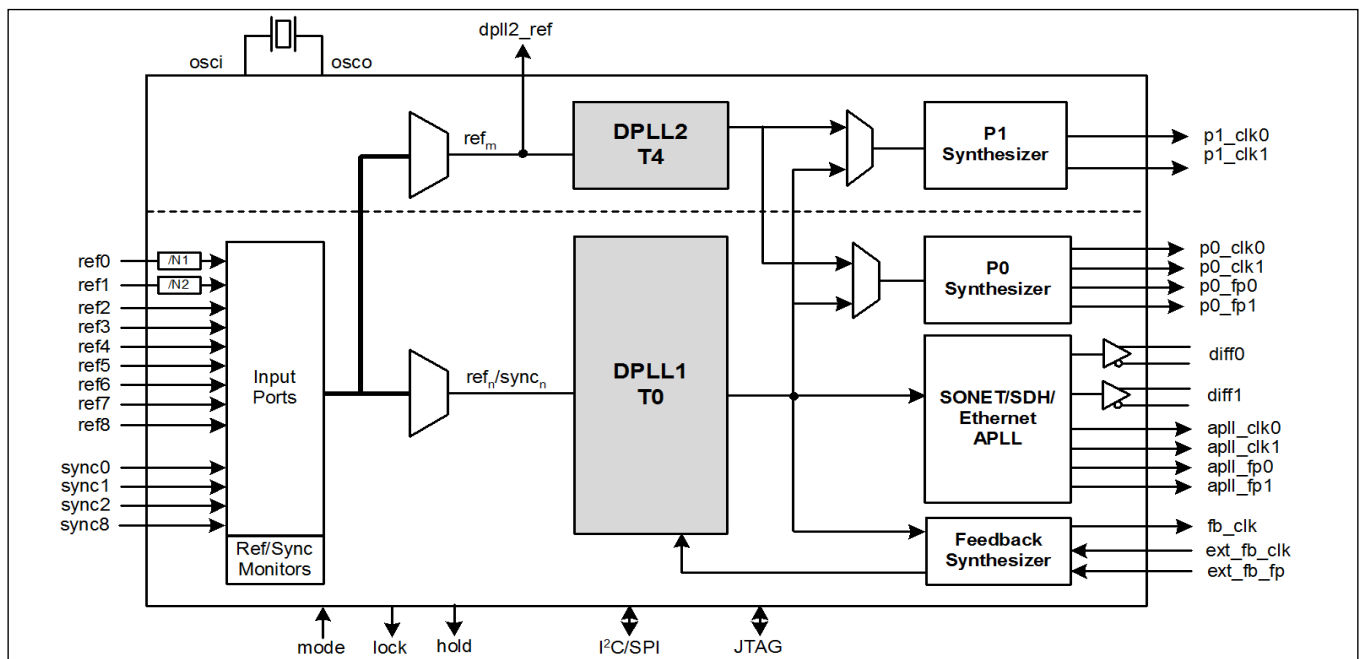 dpll2_ref
osci
osco
ref_m
DPLL2
T4
P1
Synthesizer
p1_clk0
p1_clk1
ref0
/N1
ref1
/N2
ref2
ref3
ref4
ref5
ref6
ref7
ref8
sync0
sync1
sync2
sync8
Input
Ports
Ref/Sync
Monitors
ref_n/sync_n
DPLL1
T0
P0
Synthesizer
p0_clk0
p0_clk1
p0_fp0
p0_fp1
SONET/SDH/
Ethernet
APLL
diff0
diff1
apll_clk0
apll_clk1
apll_fp0
apll_fp1
Feedback
Synthesizer
fb_clk
ext_fb_clk
ext_fb_fp
mode
lock
hold
I²C/SPI
JTAG